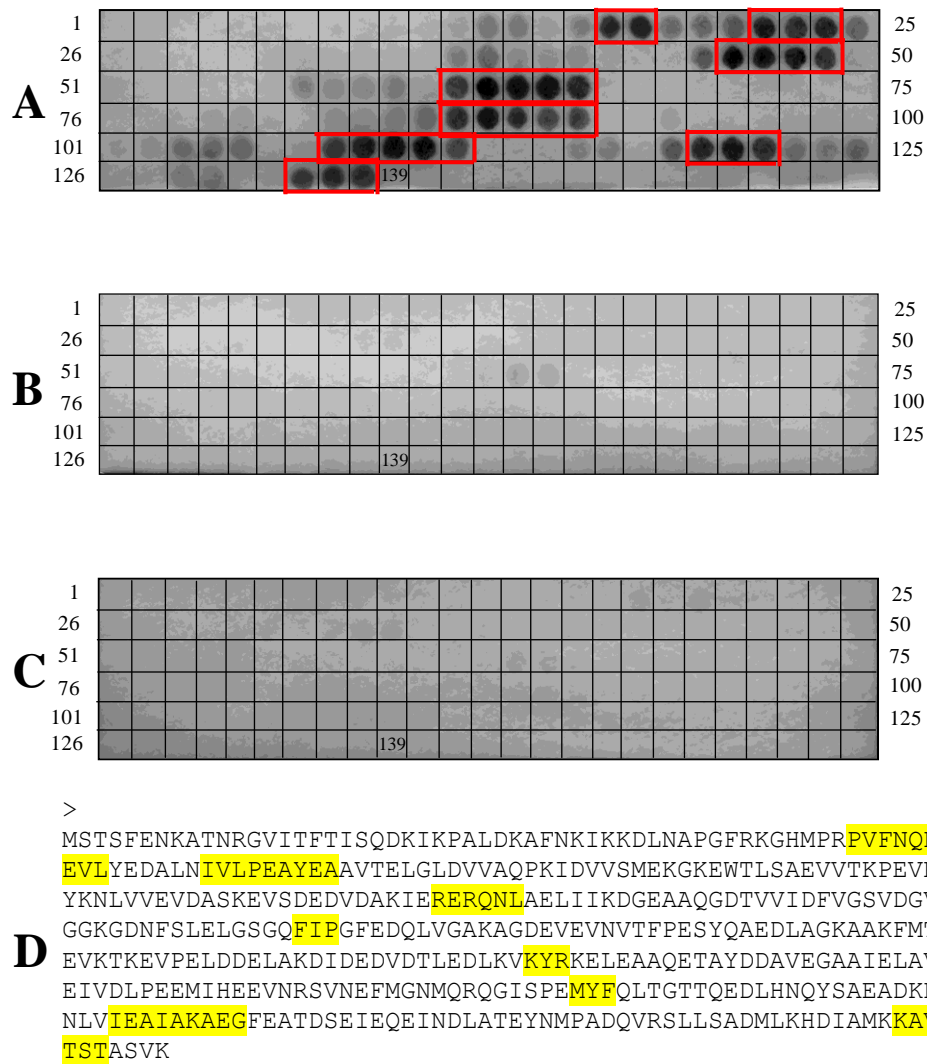 1 25
26 50
A
51 75
76 100
101 125
126 139
1 25
26 50
B
51 75
76 100
101 125
126 139
1 25
26 50
C
51 75
76 100
101 125
126 139
D
>
MSTSFENKATNRGVITFTISQDKIKPALDKAFNKIKKDLNAPGFRKGHMPRPVFNQ
EVLYEDALNIVLPEAYEAAVTELGLDVVAQPKIDVVSMEKGKEWTLSAEVVTKPEV
YKNLVVEVDASKEVSDEDVDAKIERERQNLAELIIKDGEAAQGDTVVIDFVGSVDG
GGKGDNFSLELGSGQFIPGFEDQLVGAKAGDEVEVNVTFPESYQAEDLAGKAAKFM
EVKTKEVPELDDELAKDIDEDVDTLEDLKVKYRKELEAAQETAYDDAVEGAAIELA
EIVDLPEEMIHEEVNRSVNEFMGNMQRQGISPEMYFQLTGTTQEDLHNQYSAEADK
NLVIEAIAKAEGFEATDSEIEQEINDLATEYNMPADQVRSLLSADMLKHDIAMKKA
TSTASVK